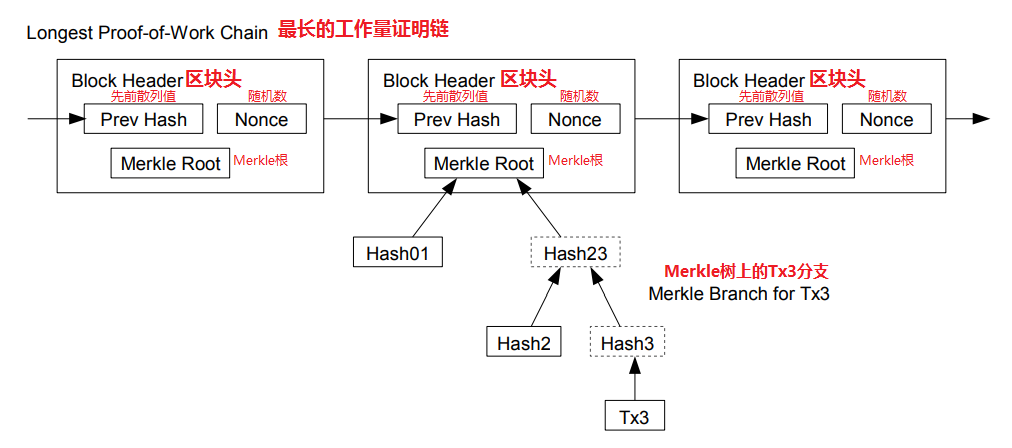 Longest Proof-of-Work Chain 最长的工作量证明链
Block Header 区块头
先前散列值 随机数
Prev Hash Nonce
Merkle Root Merkle根
Block Header 区块头
先前散列值 随机数
Prev Hash Nonce
Merkle Root Merkle根
Block Header 区块头
先前散列值 随机数
Prev Hash Nonce
Merkle Root Merkle根
Hash01 Hash23
Merkle树上的Tx3分支
Merkle Branch for Tx3
Hash2 Hash3
Tx3